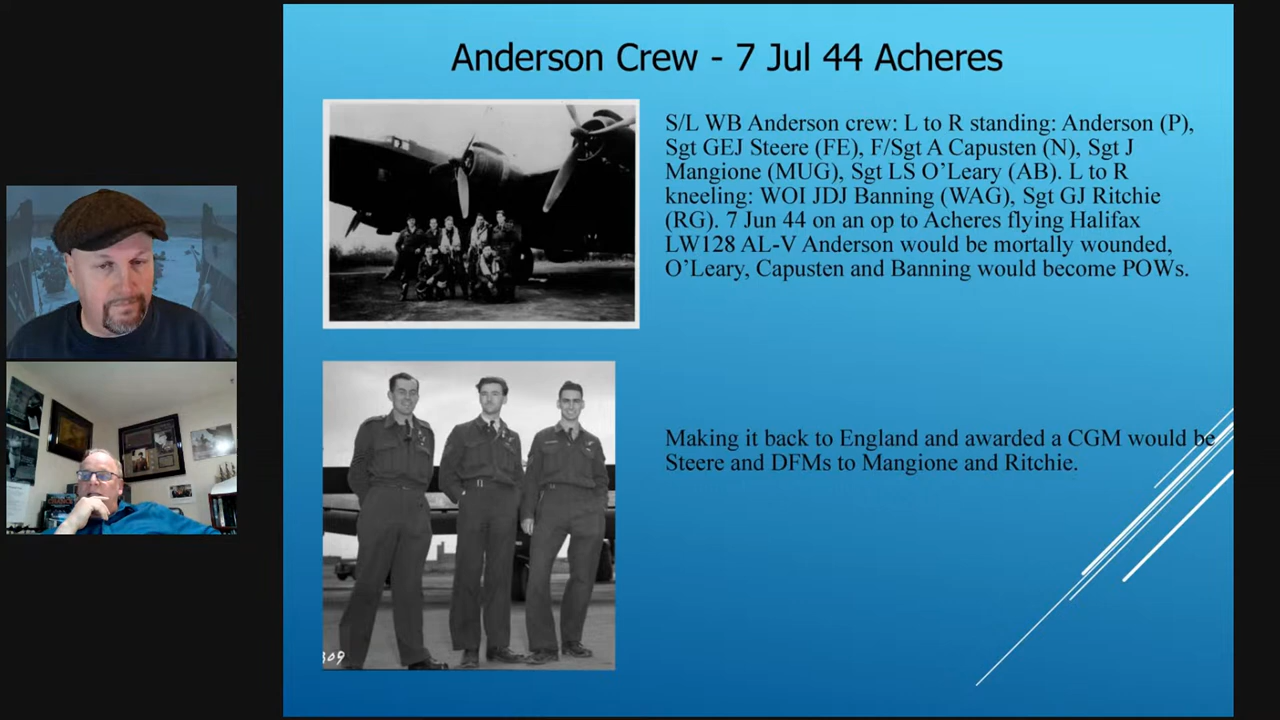 Anderson Crew - 7 Jul 44 Acheres
S/L WB Anderson crew: L to R standing: Anderson (P),
Sgt GEJ Steere (FE), F/Sgt A Capusten (N), Sgt J
Mangione (MUG), Sgt LS O’Leary (AB). L to R
kneeling: WOI JDJ Banning (WAG), Sgt GJ Ritchie
(RG). 7 Jun 44 on an op to Acheres flying Halifax
LW128 AL-V Anderson would be mortally wounded,
O’Leary, Capusten and Banning would become POWs.
Making it back to England and awarded a CGM would be
Steere and DFMs to Mangione and Ritchie.
309